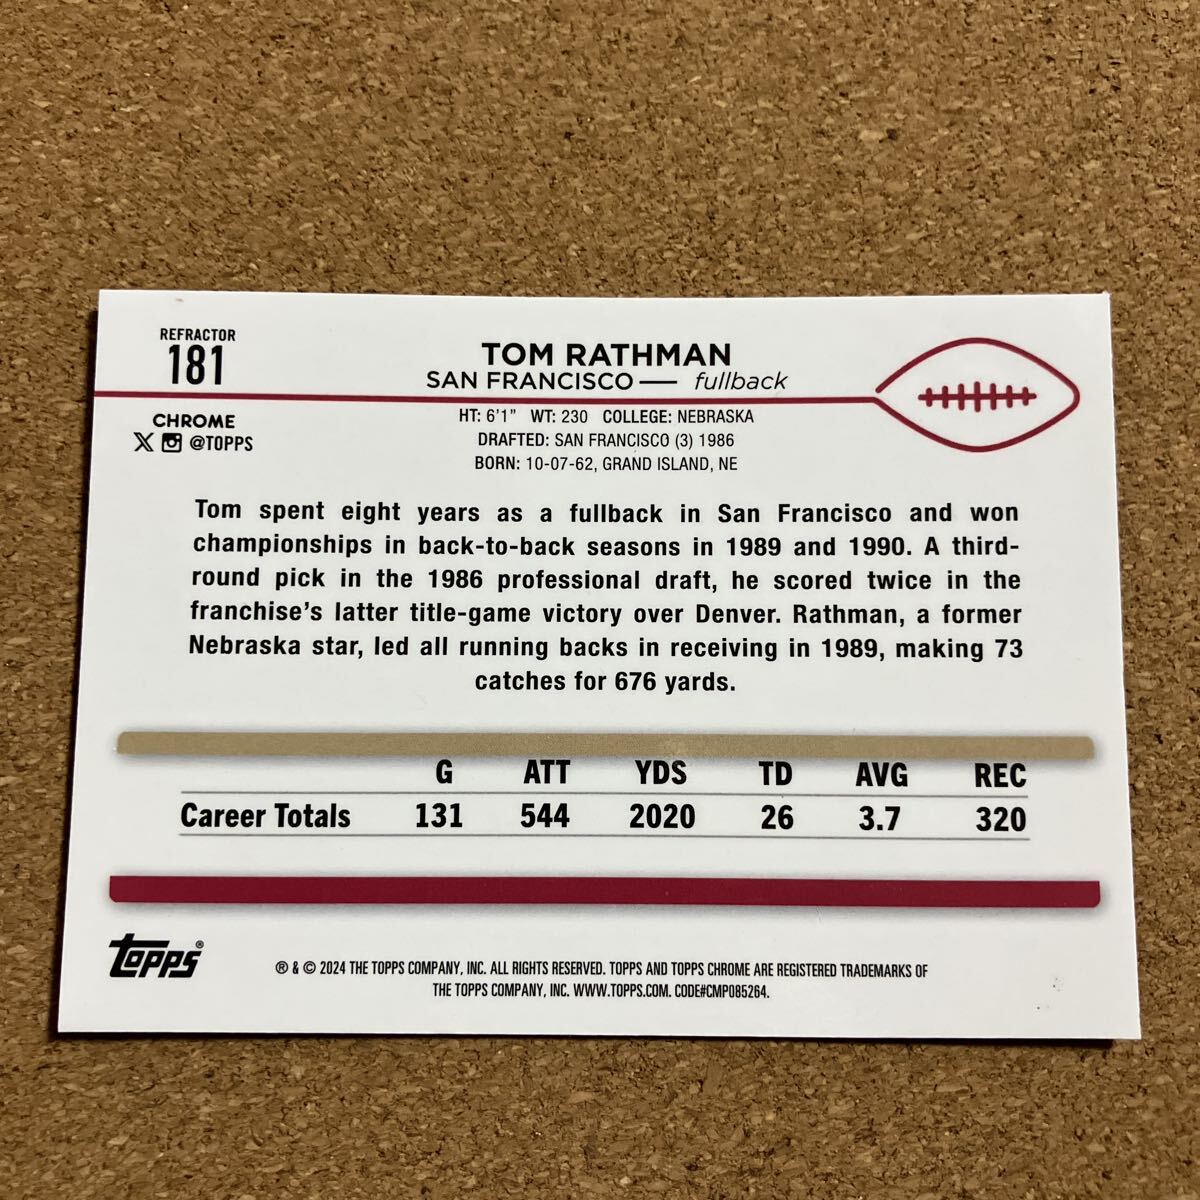 REFRACTOR
181
TOM RATHMAN
SAN FRANCISCO — fullback
CHROME
@TOPPS
HT: 6'1" WT: 230 COLLEGE: NEBRASKA
DRAFTED: SAN FRANCISCO (3) 1986
BORN: 10-07-62, GRAND ISLAND, NE
Tom spent eight years as a fullback in San Francisco and won
championships in back-to-back seasons in 1989 and 1990. A third-
round pick in the 1986 professional draft, he scored twice in the
franchise's latter title-game victory over Denver. Rathman, a former
Nebraska star, led all running backs in receiving in 1989, making 73
catches for 676 yards.
G ATT YDS TD AVG REC
Career Totals 131 544 2020 26 3.7 320
topps®
® & © 2024 THE TOPPS COMPANY, INC. ALL RIGHTS RESERVED. TOPPS AND TOPPS CHROME ARE REGISTERED TRADEMARKS OF
THE TOPPS COMPANY, INC. WWW.TOPPS.COM. CODE#CMP085264.